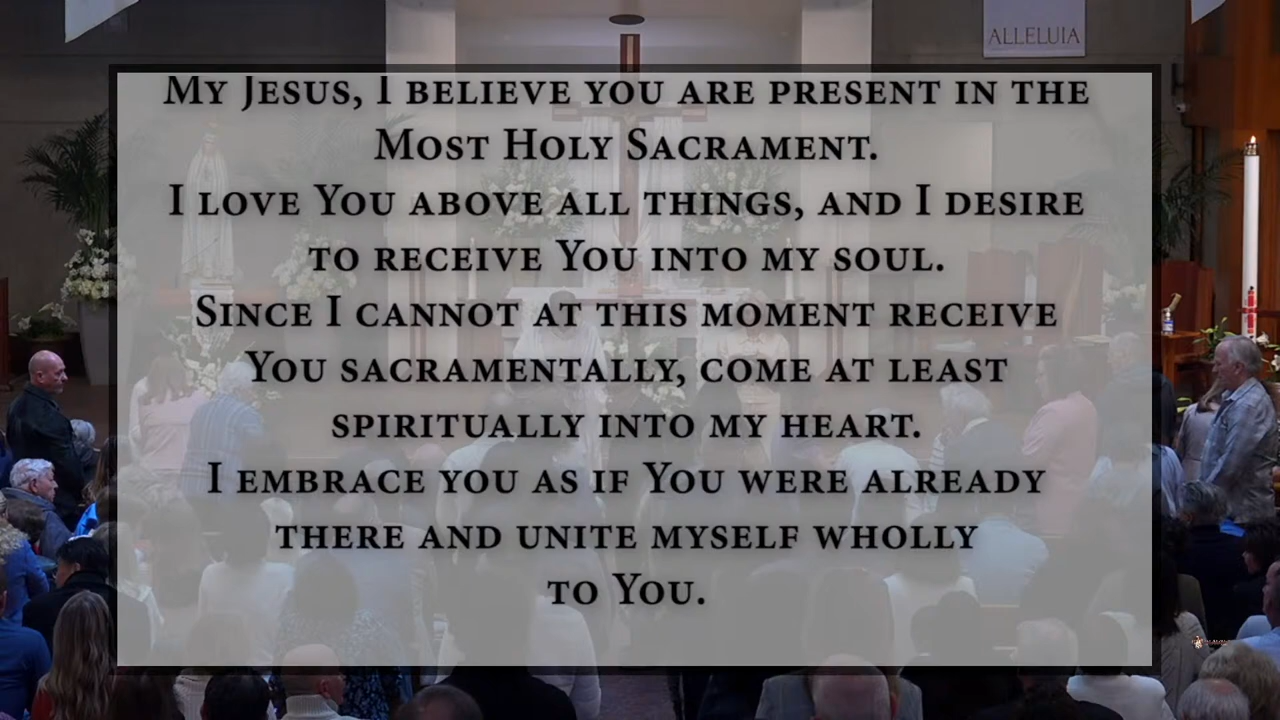 ALLELUIA
My Jesus, I believe you are present in the
Most Holy Sacrament.
I love You above all things, and I desire
to receive You into my soul.
Since I cannot at this moment receive
You sacramentally, come at least
spiritually into my heart.
I embrace you as if You were already
there and unite myself wholly
to You.